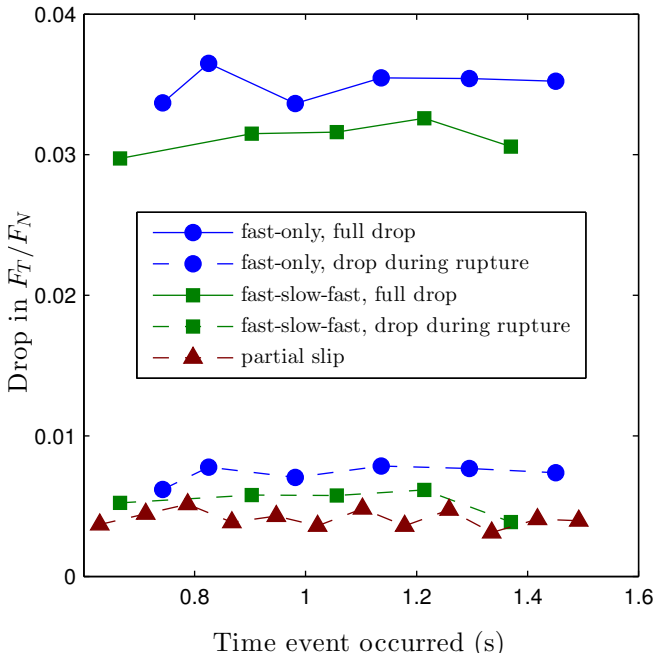 0.04
0.03
0.02
0.01
0
Drop in F_T/F_N
fast-only, full drop
fast-only, drop during rupture
fast-slow-fast, full drop
fast-slow-fast, drop during rupture
partial slip
0.8 1 1.2 1.4 1.6
Time event occurred (s)